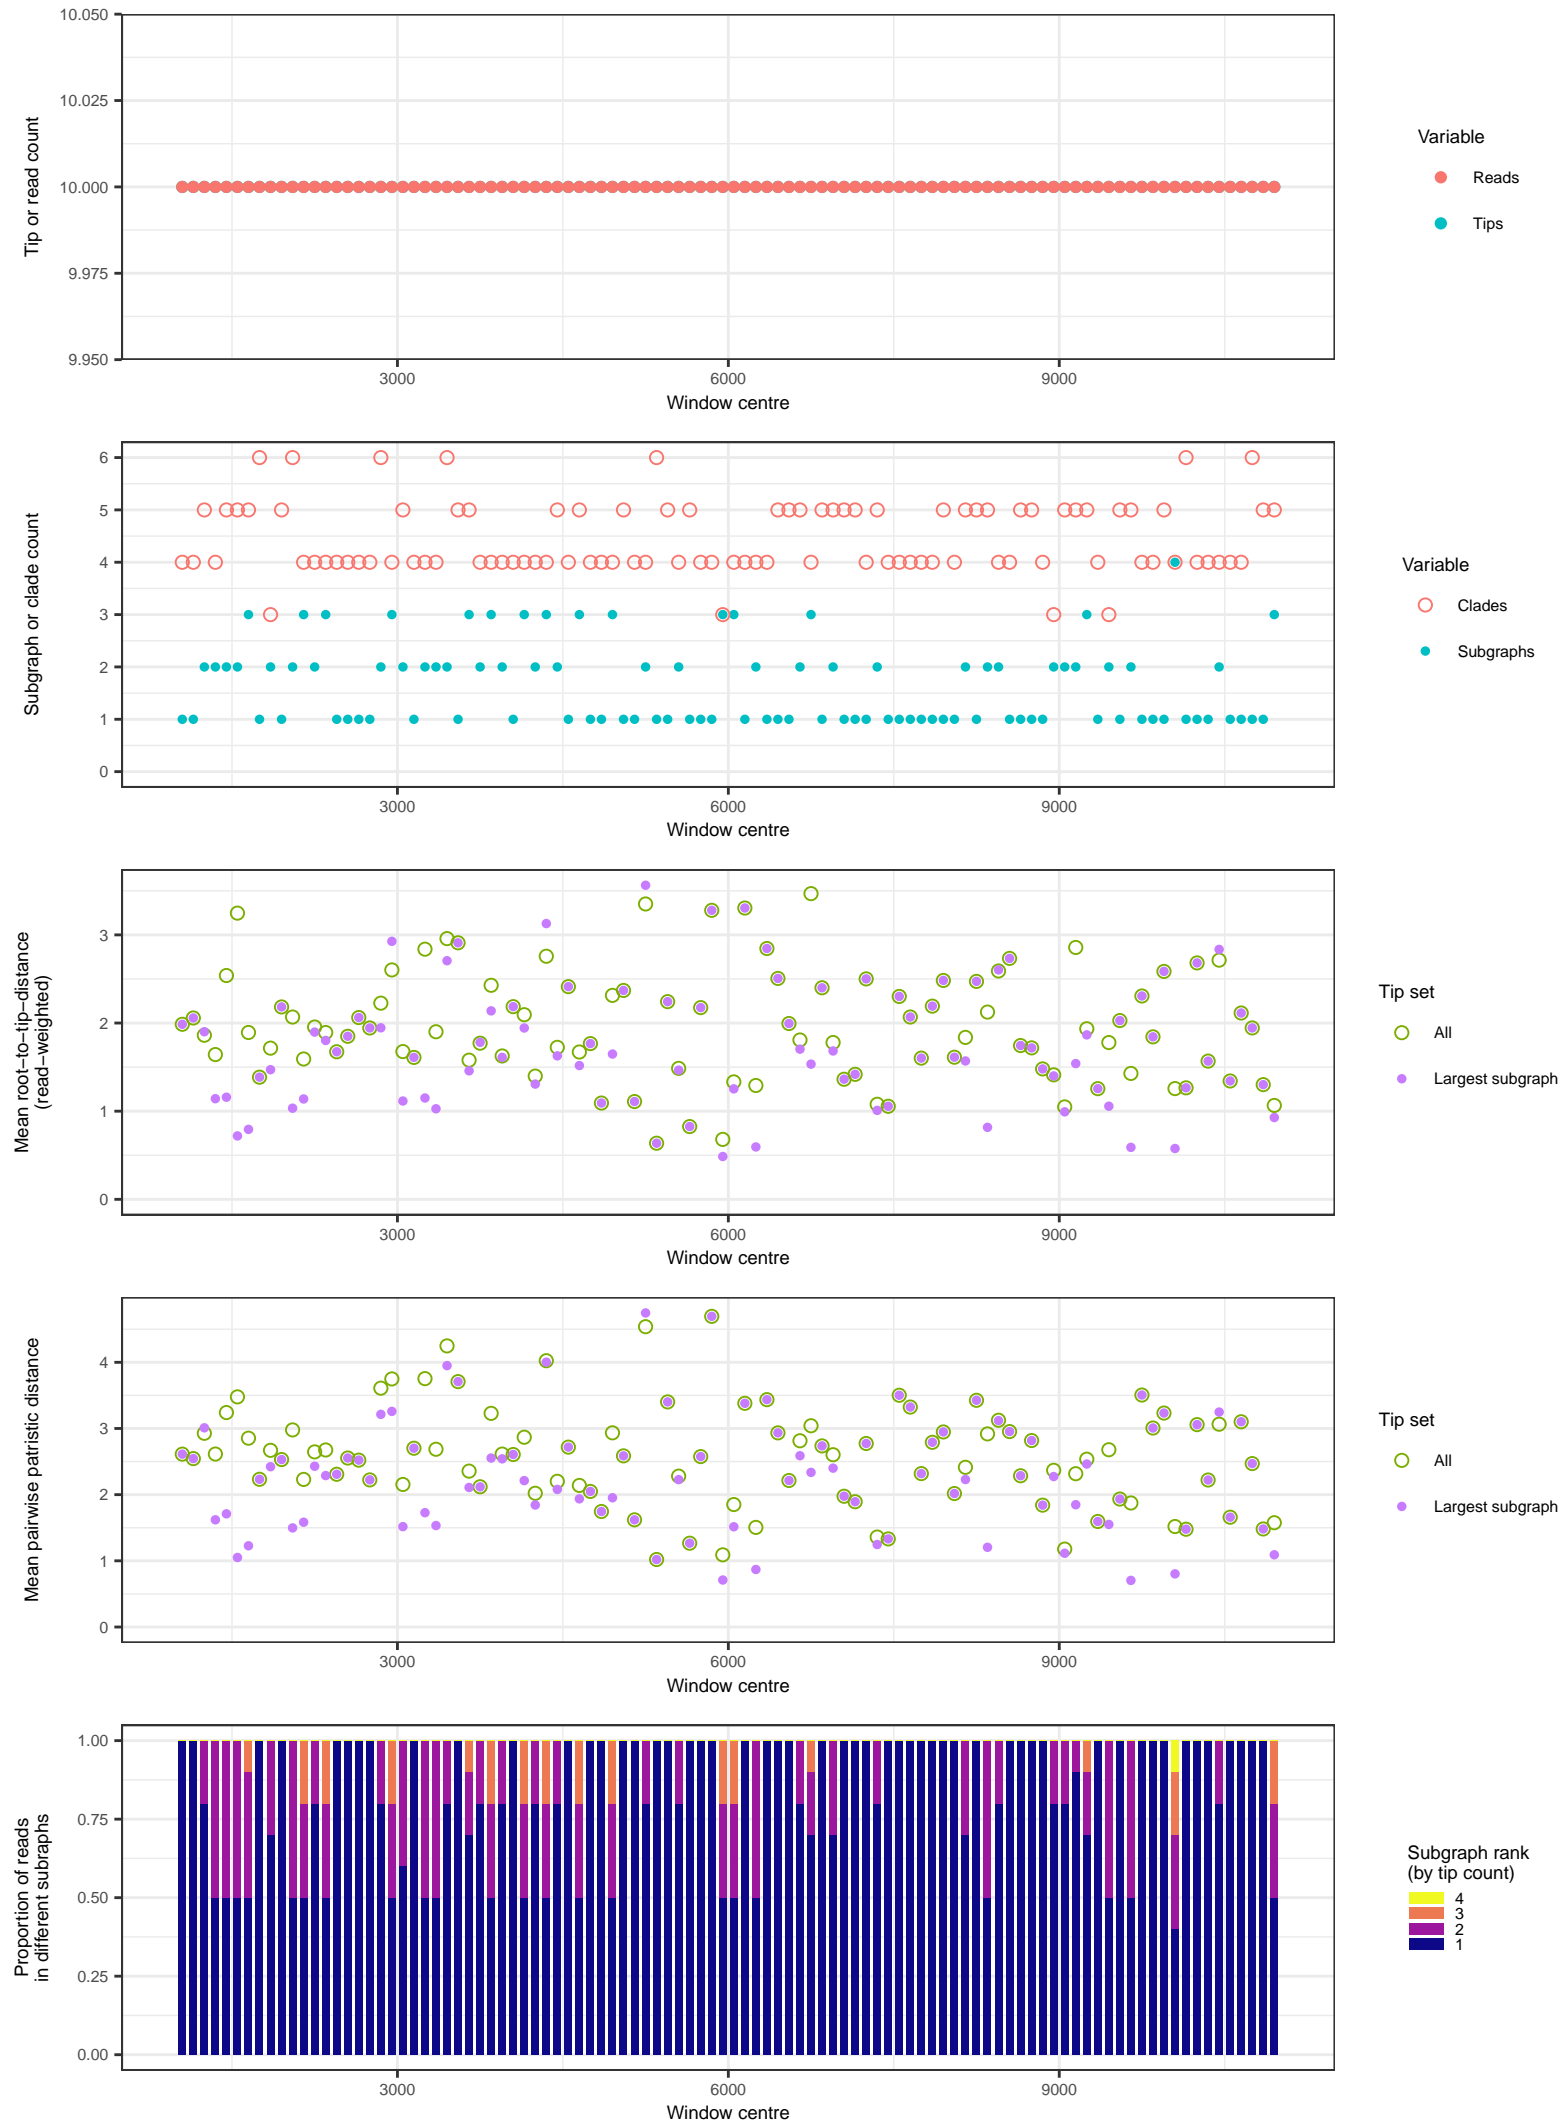 10.050
10.025
10.000
9.975
9.950
Tip or read count
3000
6000
9000
Window centre
Variable
Reads
Tips
6
5
4
3
2
1
0
Subgraph or clade count
3000
6000
9000
Window centre
Variable
Clades
Subgraphs
3
2
1
0
Mean root−to−tip−distance
(read−weighted)
3000
6000
9000
Window centre
Tip set
All
Largest subgraph
4
3
2
1
0
Mean pairwise patristic distance
3000
6000
9000
Window centre
Tip set
All
Largest subgraph
1.00
0.75
0.50
0.25
0.00
Proportion of reads
in different subraphs
3000
6000
9000
Window centre
Subgraph rank
(by tip count)
4
3
2
1